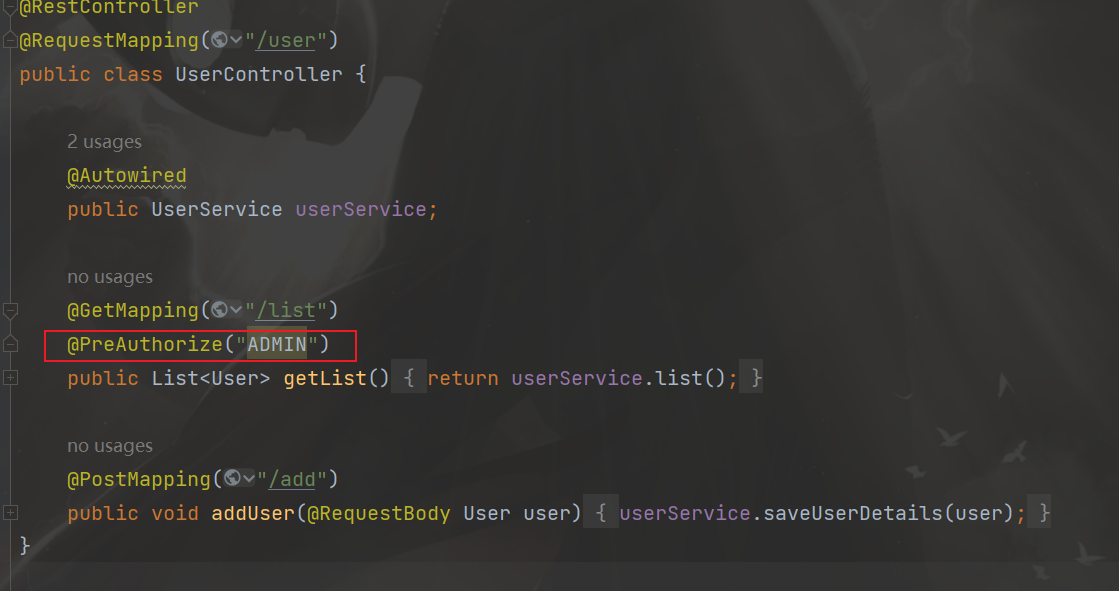 @RestController
@RequestMapping("/user")
public class UserController {
2 usages
@Autowired
public UserService userService;
no usages
@GetMapping("/list")
@PreAuthorize("ADMIN")
public List<User> getList() { return userService.list(); }
no usages
@PostMapping("/add")
public void addUser(@RequestBody User user) { userService.saveUserDetails(user); }
}